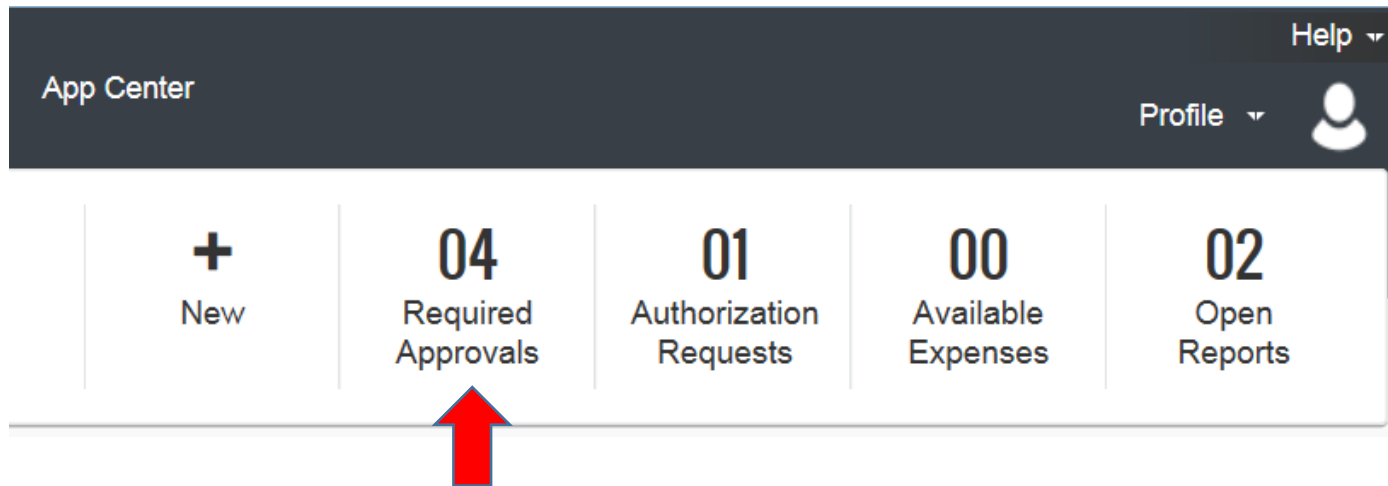 Help
App Center
Profile
+
New
04
Required
Approvals
01
Authorization
Requests
00
Available
Expenses
02
Open
Reports